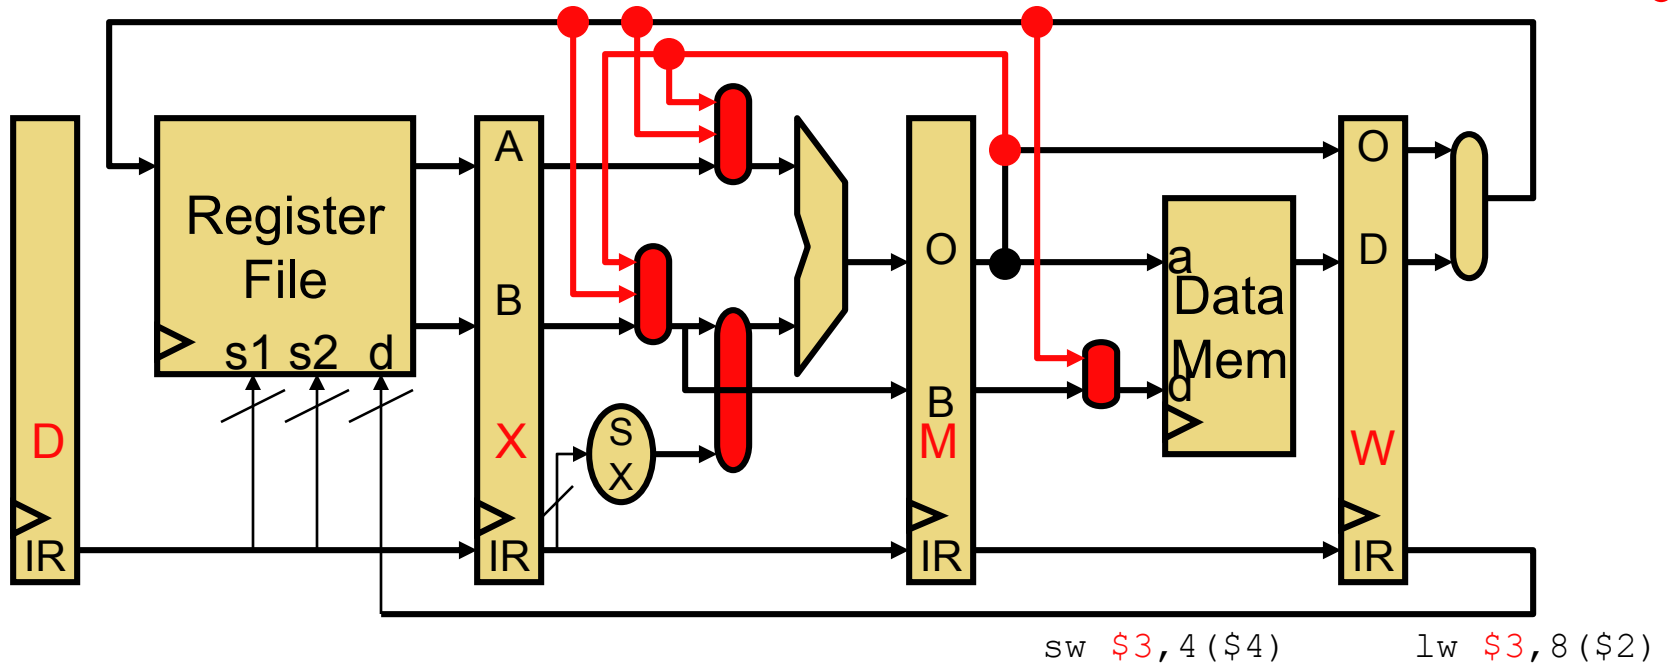 A
O
Register
File
O
D
a
B
Data
s1 s2 d
Mem
S
B
d
D
X
X
M
W
IR
IR
IR
IR
sw $3,4($4)
lw $3,8($2)